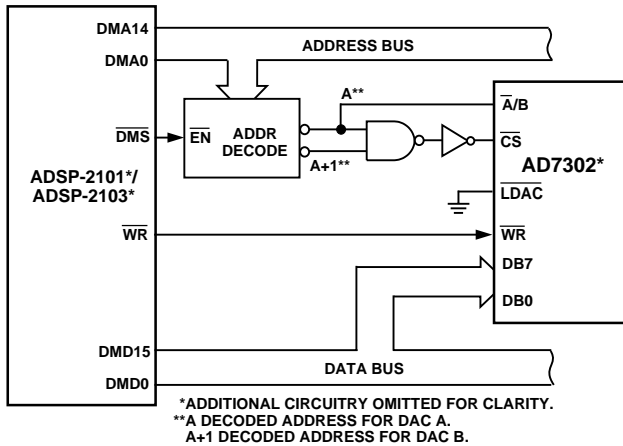 DMA14
ADDRESS BUS
DMA0
A**
A/B
DMS
EN
ADDR
DECODE
CS
A+1**
ADSP-2101*/
ADSP-2103*
AD7302*
LDAC
WR
WR
DB7
DB0
DMD15
DATA BUS
DMD0
*ADDITIONAL CIRCUITRY OMITTED FOR CLARITY.
**A DECODED ADDRESS FOR DAC A.
A+1 DECODED ADDRESS FOR DAC B.